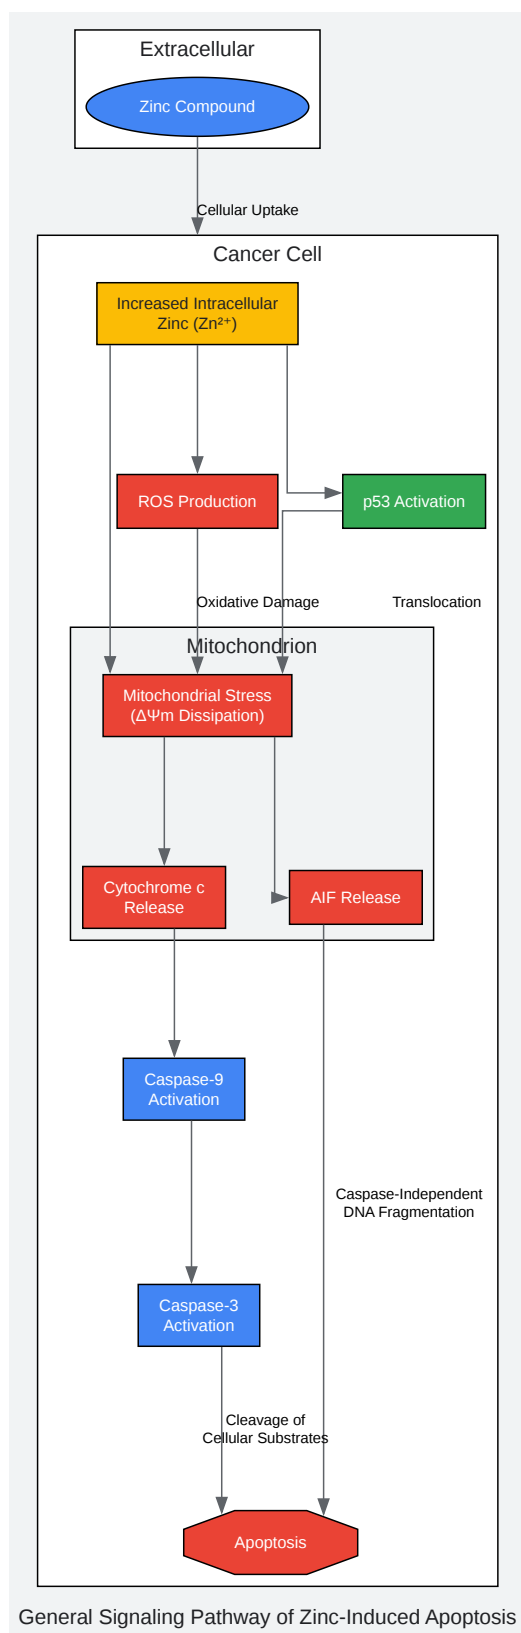 Extracellular
Zinc Compound
Cellular Uptake
Cancer Cell
Increased Intracellular
Zinc (Zn²⁺)
ROS Production
p53 Activation
Oxidative Damage
Translocation
Mitochondrion
Mitochondrial Stress
(ΔΨm Dissipation)
Cytochrome c
Release
AIF Release
Caspase-9
Activation
Caspase-Independent
DNA Fragmentation
Caspase-3
Activation
Cleavage of
Cellular Substrates
Apoptosis
General Signaling Pathway of Zinc-Induced Apoptosis